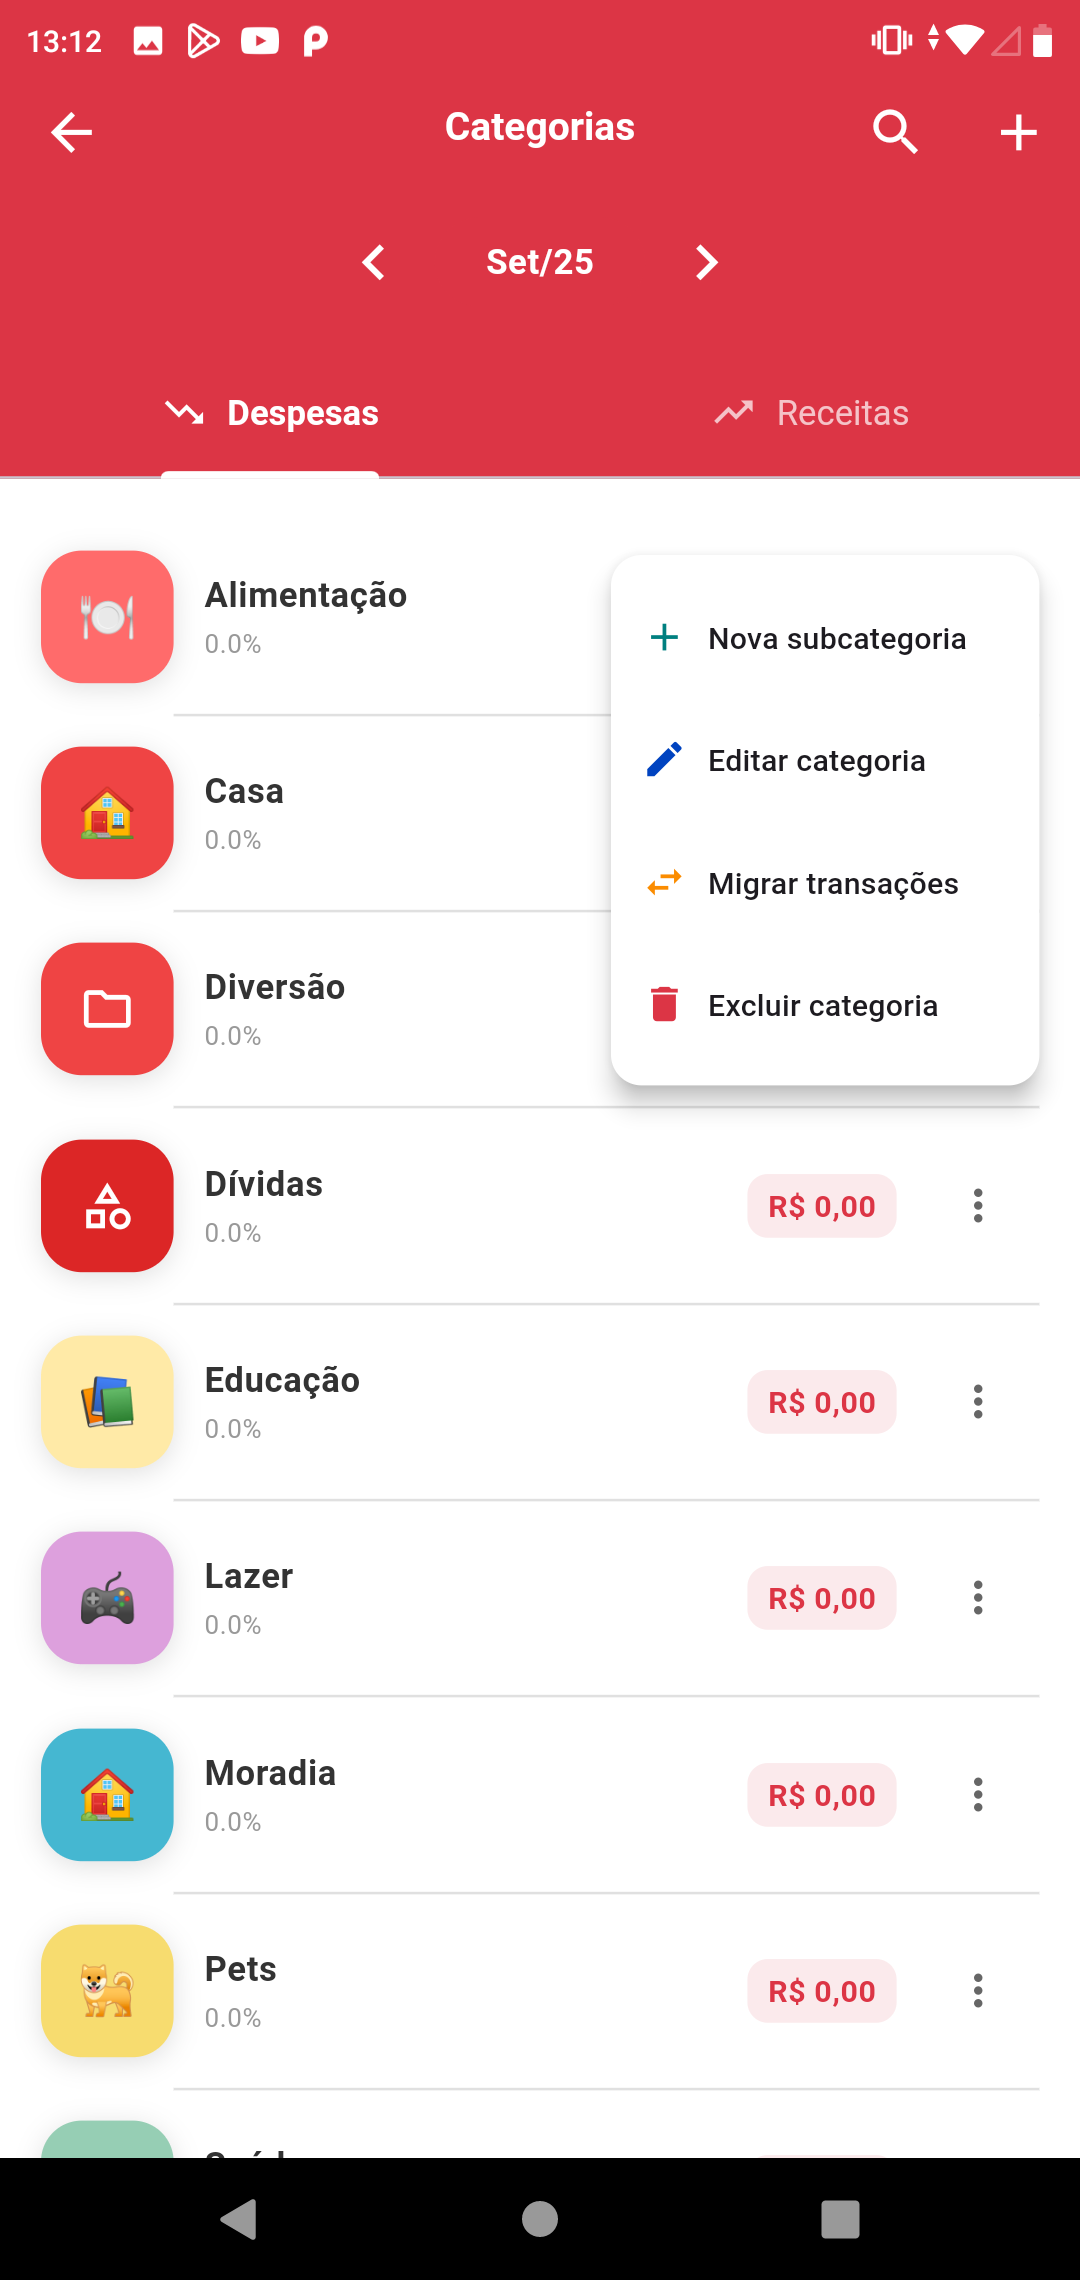 13:12
Categorias
Set/25
Despesas
Receitas
Alimentação
0.0%
Nova subcategoria
Editar categoria
Migrar transações
Excluir categoria
Casa
0.0%
Diversão
0.0%
Dívidas
0.0%
R$ 0,00
Educação
0.0%
R$ 0,00
Lazer
0.0%
R$ 0,00
Moradia
0.0%
R$ 0,00
Pets
0.0%
R$ 0,00